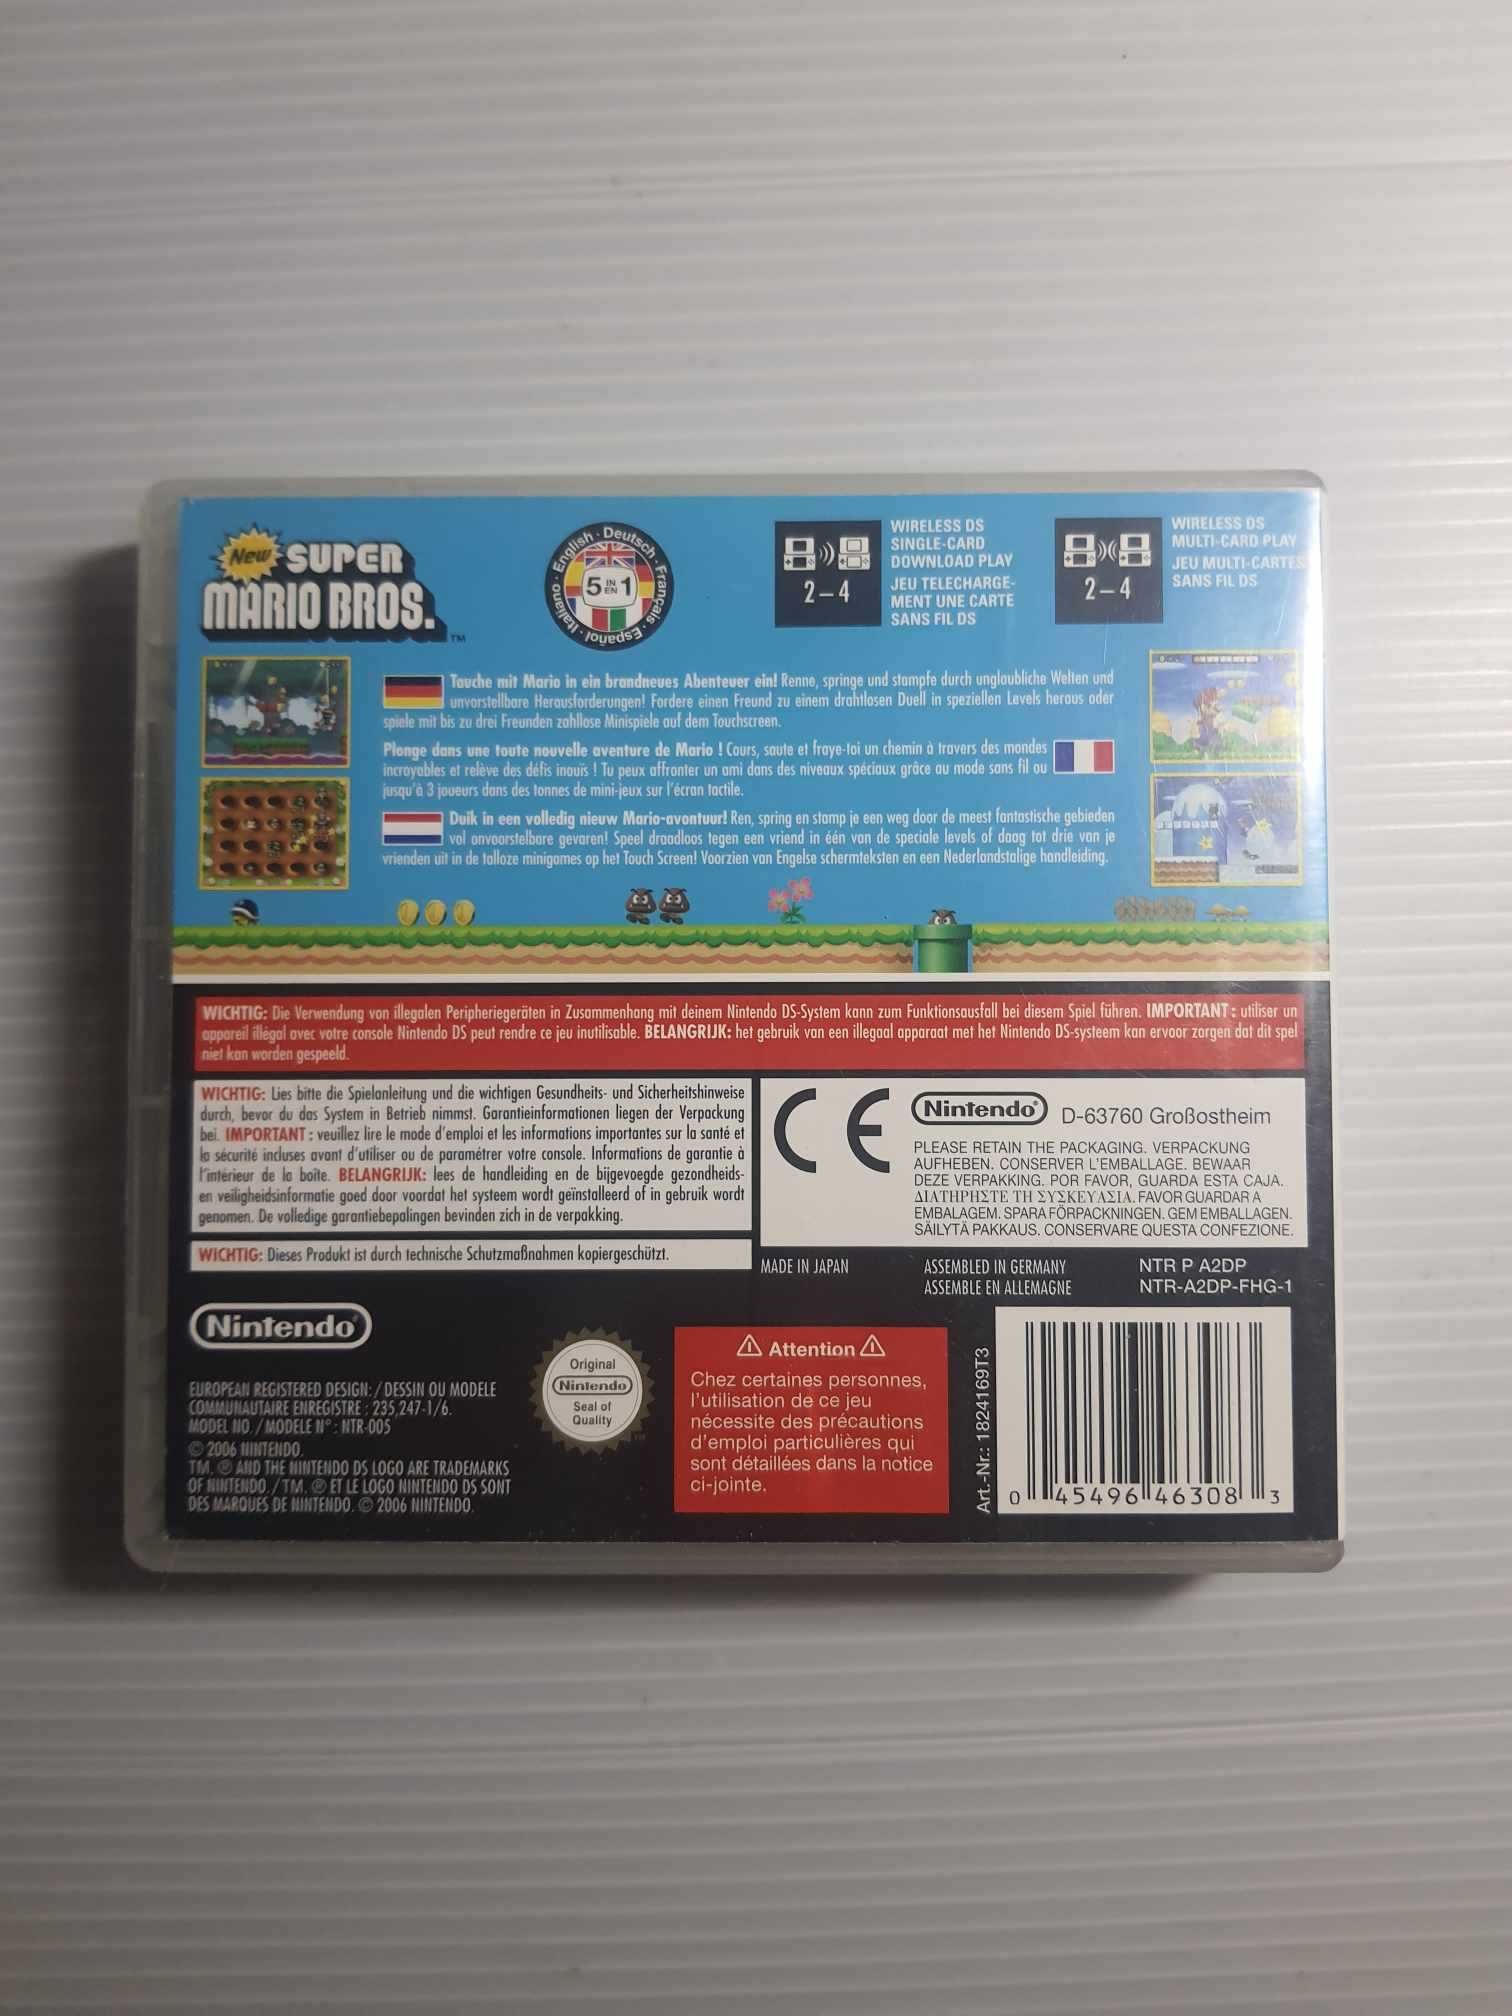 New SUPER
MARIO BROS.™
English · Deutsch · Français · Español · Italiano ·
5 IN EN 1
2–4
WIRELESS DS
SINGLE-CARD
DOWNLOAD PLAY
JEU TELECHARGE-
MENT UNE CARTE
SANS FIL DS
2–4
WIRELESS DS
MULTI-CARD PLAY
JEU MULTI-CARTES
SANS FIL DS
Tauche mit Mario in ein brandneues Abenteuer ein! Renne, springe und stampfe durch unglaubliche Welten und
unvorstellbare Herausforderungen! Fordere einen Freund zu einem drahtlosen Duell in speziellen Levels heraus oder
spiele mit bis zu drei Freunden zahllose Minispiele auf dem Touchscreen.
Plonge dans une toute nouvelle aventure de Mario ! Cours, saute et fraye-toi un chemin à travers des mondes
incroyables et relève des défis inouïs ! Tu peux affronter un ami dans des niveaux spéciaux grâce au mode sans fil ou
jusqu'à 3 joueurs dans des tonnes de mini-jeux sur l'écran tactile.
Duik in een volledig nieuw Mario-avontuur! Ren, spring en stamp je een weg door de meest fantastische gebieden
vol onvoorstelbare gevaren! Speel draadloos tegen een vriend in één van de speciale levels of daag tot drie van je
vrienden uit in de talloze minigames op het Touch Screen! Voorzien van Engelse schermteksten en een Nederlandstalige handleiding.
WICHTIG: Die Verwendung von illegalen Peripheriegeräten in Zusammenhang mit deinem Nintendo DS-System kann zum Funktionsausfall bei diesem Spiel führen. IMPORTANT : utiliser un
appareil illégal avec votre console Nintendo DS peut rendre ce jeu inutilisable. BELANGRIJK: het gebruik van een illegaal apparaat met het Nintendo DS-systeem kan ervoor zorgen dat dit spel
niet kan worden gespeeld.
WICHTIG: Lies bitte die Spielanleitung und die wichtigen Gesundheits- und Sicherheitshinweise
durch, bevor du das System in Betrieb nimmst. Garantieinformationen liegen der Verpackung
bei. IMPORTANT : veuillez lire le mode d'emploi et les informations importantes sur la santé et
la sécurité incluses avant d'utiliser ou de paramétrer votre console. Informations de garantie à
l'intérieur de la boîte. BELANGRIJK: lees de handleiding en de bijgevoegde gezondheids-
en veiligheidsinformatie goed door voordat het systeem wordt geïnstalleerd of in gebruik wordt
genomen. De volledige garantiebepalingen bevinden zich in de verpakking.
WICHTIG: Dieses Produkt ist durch technische Schutzmaßnahmen kopiergeschützt.
CE
Nintendo® D-63760 Großostheim
PLEASE RETAIN THE PACKAGING. VERPACKUNG
AUFHEBEN. CONSERVER L'EMBALLAGE. BEWAAR
DEZE VERPAKKING. POR FAVOR, GUARDA ESTA CAJA.
ΔΙΑΤΗΡΗΣΤΕ ΤΗ ΣΥΣΚΕΥΑΣΙΑ. FAVOR GUARDAR A
EMBALAGEM. SPARA FÖRPACKNINGEN. GEM EMBALLAGEN.
SÄILYTÄ PAKKAUS. CONSERVARE QUESTA CONFEZIONE.
MADE IN JAPAN
ASSEMBLED IN GERMANY
ASSEMBLE EN ALLEMAGNE
NTR P A2DP
NTR-A2DP-FHG-1
Nintendo®
EUROPEAN REGISTERED DESIGN: / DESSIN OU MODELE
COMMUNAUTAIRE ENREGISTRE : 235,247-1/6.
MODEL NO. / MODELE N° : NTR-005
© 2006 NINTENDO.
TM, ® AND THE NINTENDO DS LOGO ARE TRADEMARKS
OF NINTENDO. / TM, ® ET LE LOGO NINTENDO DS SONT
DES MARQUES DE NINTENDO. © 2006 NINTENDO.
Original
Nintendo
Seal of
Quality
TM
⚠ Attention ⚠
Chez certaines personnes,
l'utilisation de ce jeu
nécessite des précautions
d'emploi particulières qui
sont détaillées dans la notice
ci-jointe.
Art.-Nr.: 1824169T3
0 45496 46308 3